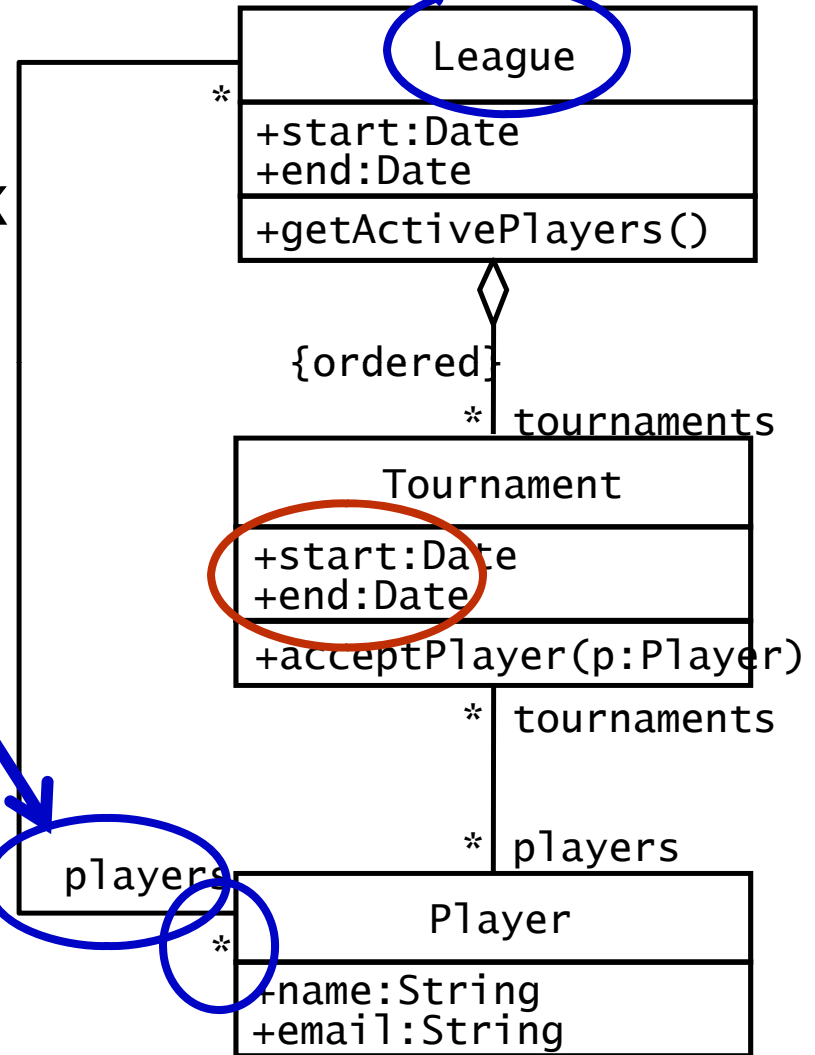 League
*
+start:Date
+end:Date
+getActivePlayers()
{ordered}
* tournaments
Tournament
+start:Date
+end:Date
+acceptPlayer(p:Player)
* tournaments
* players
players
Player
*
+name:String
+email:String